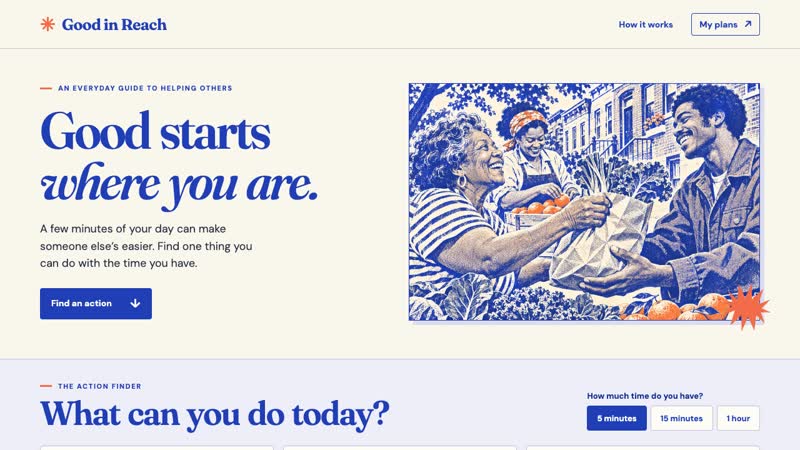 Good in Reach
How it works
My plans
AN EVERYDAY GUIDE TO HELPING OTHERS
Good starts
where you are.
A few minutes of your day can make
someone else’s easier. Find one thing you
can do with the time you have.
Find an action
THE ACTION FINDER
What can you do today?
How much time do you have?
5 minutes
15 minutes
1 hour